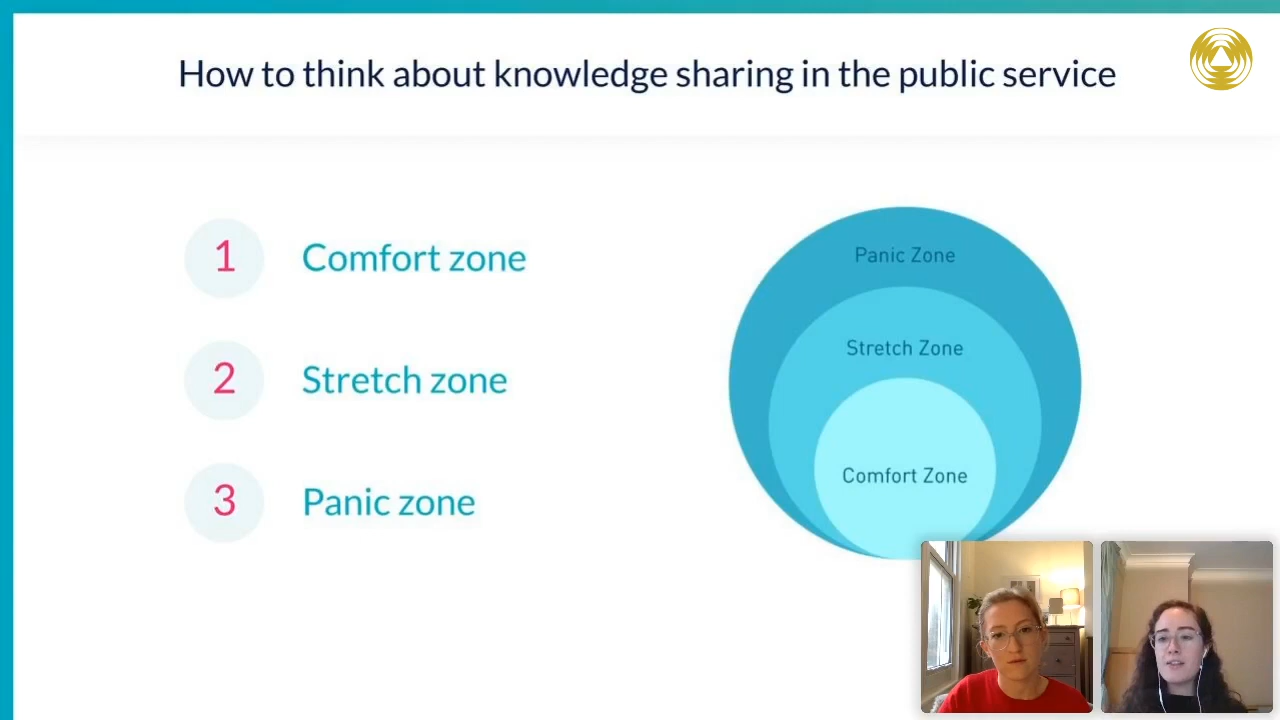 How to think about knowledge sharing in the public service
1
Comfort zone
2
Stretch zone
3
Panic zone
Panic Zone
Stretch Zone
Comfort Zone